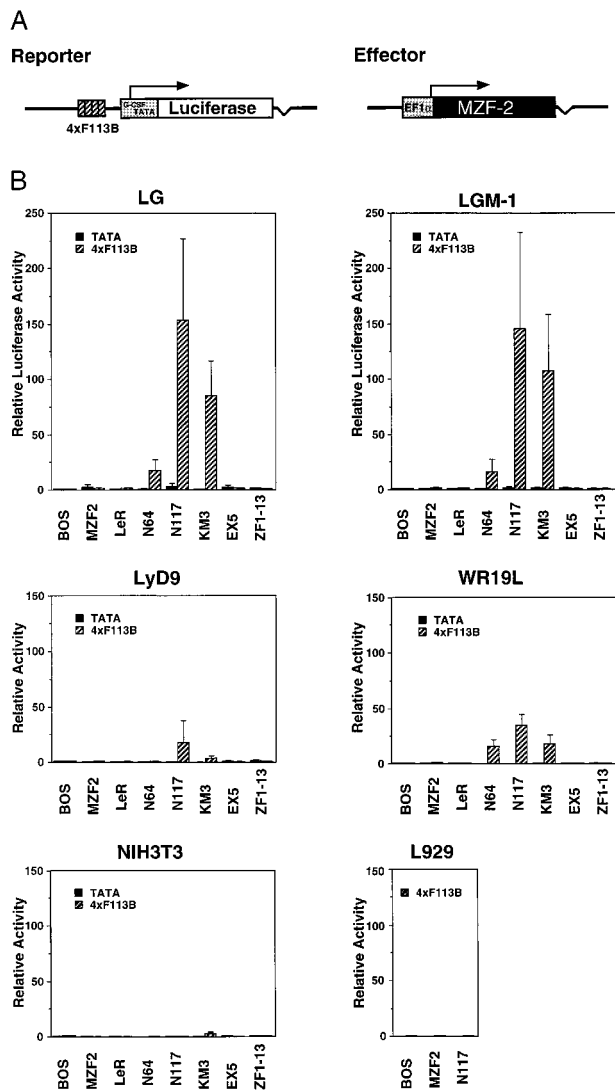 A
Reporter
Effector
G-CSF
TATA
Luciferase
4xF113B
EF1α
MZF-2
B
LG
Relative Luciferase Activity
250
200
150
100
50
0
TATA
4xF113B
BOS
MZF2
LeR
N64
N117
KM3
EX5
ZF1-13
LGM-1
Relative Luciferase Activity
250
200
150
100
50
0
TATA
4xF113B
BOS
MZF2
LeR
N64
N117
KM3
EX5
ZF1-13
LyD9
Relative Activity
150
100
50
0
TATA
4xF113B
BOS
MZF2
LeR
N64
N117
KM3
EX5
ZF1-13
WR19L
Relative Activity
150
100
50
0
TATA
4xF113B
BOS
MZF2
LeR
N64
N117
KM3
EX5
ZF1-13
NIH3T3
Relative Activity
150
100
50
0
TATA
4xF113B
BOS
MZF2
LeR
N64
N117
KM3
EX5
ZF1-13
L929
Relative Activity
150
100
50
0
4xF113B
BOS
MZF2
N117